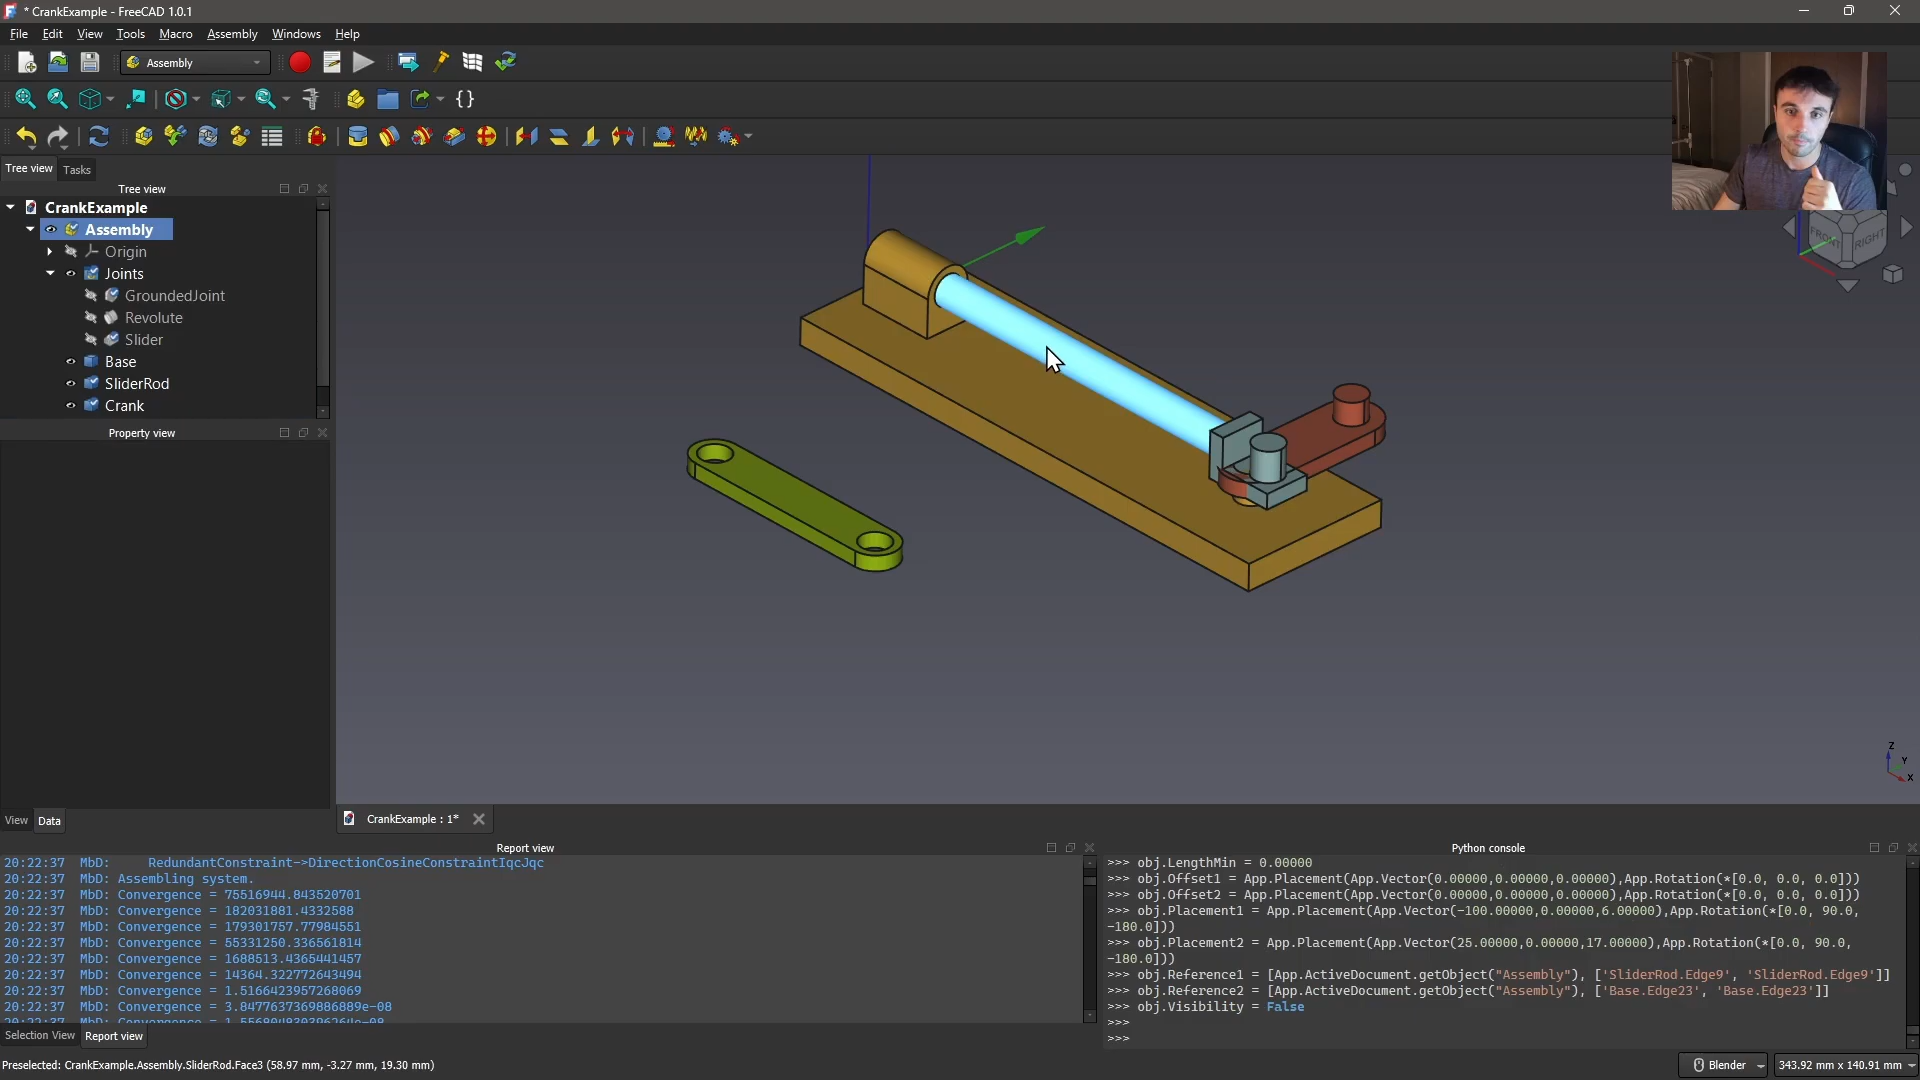 * CrankExample - FreeCAD 1.0.1
File Edit View Tools Macro Assembly Windows Help
Assembly
Tree view Tasks
Tree view
CrankExample
Assembly
Origin
Joints
GroundedJoint
Revolute
Slider
Base
SliderRod
Crank
Property view
View Data
FRONT
RIGHT
Z
Y
X
CrankExample : 1*
Report view
20:22:37 MbD: RedundantConstraint->DirectionCosineConstraintIqcJqc
20:22:37 MbD: Assembling system.
20:22:37 MbD: Convergence = 75516944.843520701
20:22:37 MbD: Convergence = 182031881.4332588
20:22:37 MbD: Convergence = 179301757.77984551
20:22:37 MbD: Convergence = 55331250.336561814
20:22:37 MbD: Convergence = 1688513.4365441457
20:22:37 MbD: Convergence = 14364.322772643494
20:22:37 MbD: Convergence = 1.5166423957268069
20:22:37 MbD: Convergence = 3.8477637369886889e-08
Selection View Report view
Python console
>>> obj.LengthMin = 0.00000
>>> obj.Offset1 = App.Placement(App.Vector(0.00000,0.00000,0.00000),App.Rotation(*[0.0, 0.0, 0.0]))
>>> obj.Offset2 = App.Placement(App.Vector(0.00000,0.00000,0.00000),App.Rotation(*[0.0, 0.0, 0.0]))
>>> obj.Placement1 = App.Placement(App.Vector(-100.00000,0.00000,6.00000),App.Rotation(*[0.0, 90.0,
-180.0]))
>>> obj.Placement2 = App.Placement(App.Vector(25.00000,0.00000,17.00000),App.Rotation(*[0.0, 90.0,
-180.0]))
>>> obj.Reference1 = [App.ActiveDocument.getObject("Assembly"), ['SliderRod.Edge9', 'SliderRod.Edge9']]
>>> obj.Reference2 = [App.ActiveDocument.getObject("Assembly"), ['Base.Edge23', 'Base.Edge23']]
>>> obj.Visibility = False
>>>
>>>
Preselected: CrankExample.Assembly.SliderRod.Face3 (58.97 mm, -3.27 mm, 19.30 mm)
Blender
343.92 mm x 140.91 mm